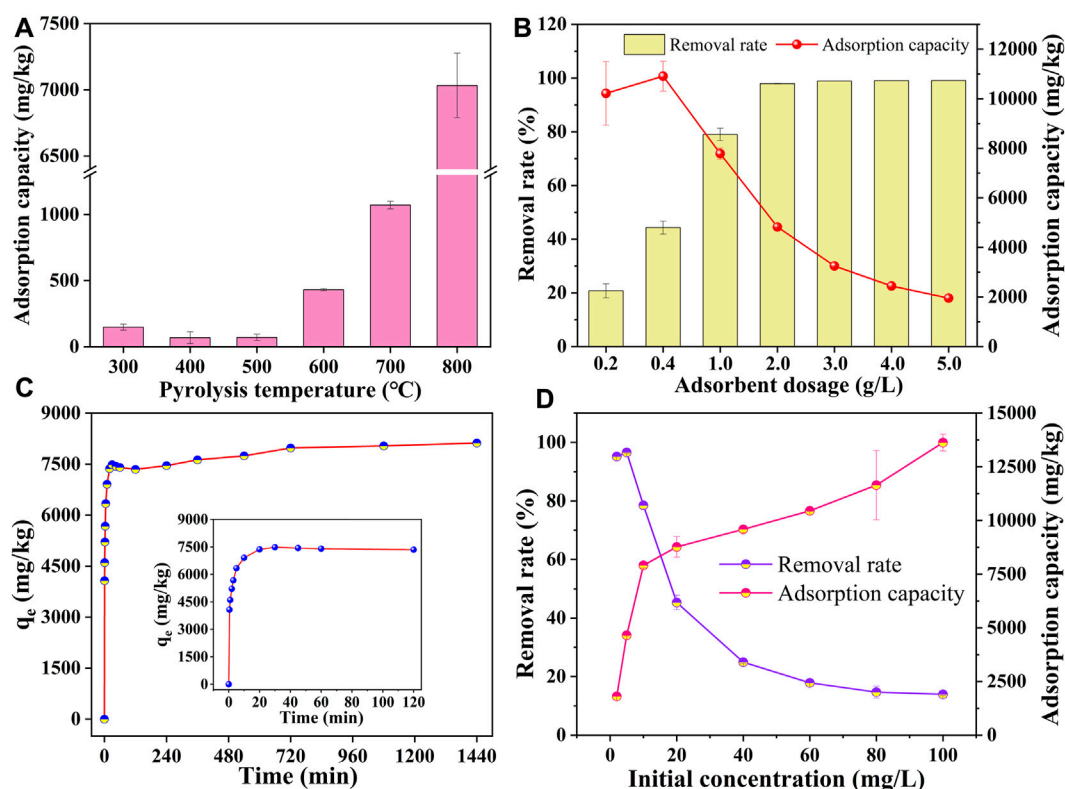 A
Adsorption capacity (mg/kg)
7500
7000
6500
1000
500
0
300 400 500 600 700 800
Pyrolysis temperature (°C)
B
Removal rate
Adsorption capacity
Removal rate (%)
120
100
80
60
40
20
0
Adsorption capacity (mg/kg)
12000
10000
8000
6000
4000
2000
0
0.2 0.4 1.0 2.0 3.0 4.0 5.0
Adsorbent dosage (g/L)
C
qe (mg/kg)
9000
7500
6000
4500
3000
1500
0
0 240 480 720 960 1200 1440
Time (min)
qe (mg/kg)
9000
7500
6000
4500
3000
1500
0
0 20 40 60 80 100 120
Time (min)
D
Removal rate (%)
100
80
60
40
20
0
Removal rate
Adsorption capacity
Adsorption capacity (mg/kg)
15000
12500
10000
7500
5000
2500
0
0 20 40 60 80 100
Initial concentration (mg/L)